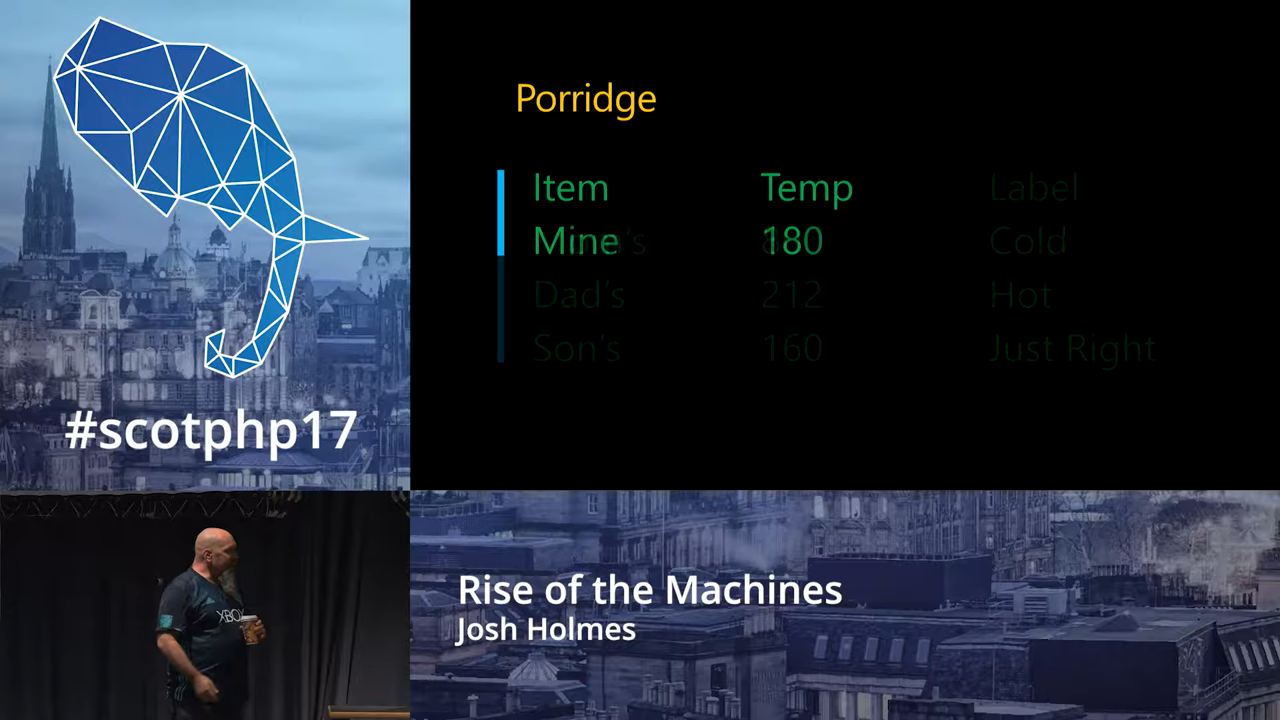 #scotphp17
Porridge
Item Temp Label
Mine 180 Cold
Dad's 212 Hot
Son's 160 Just Right
XBOX
Rise of the Machines
Josh Holmes